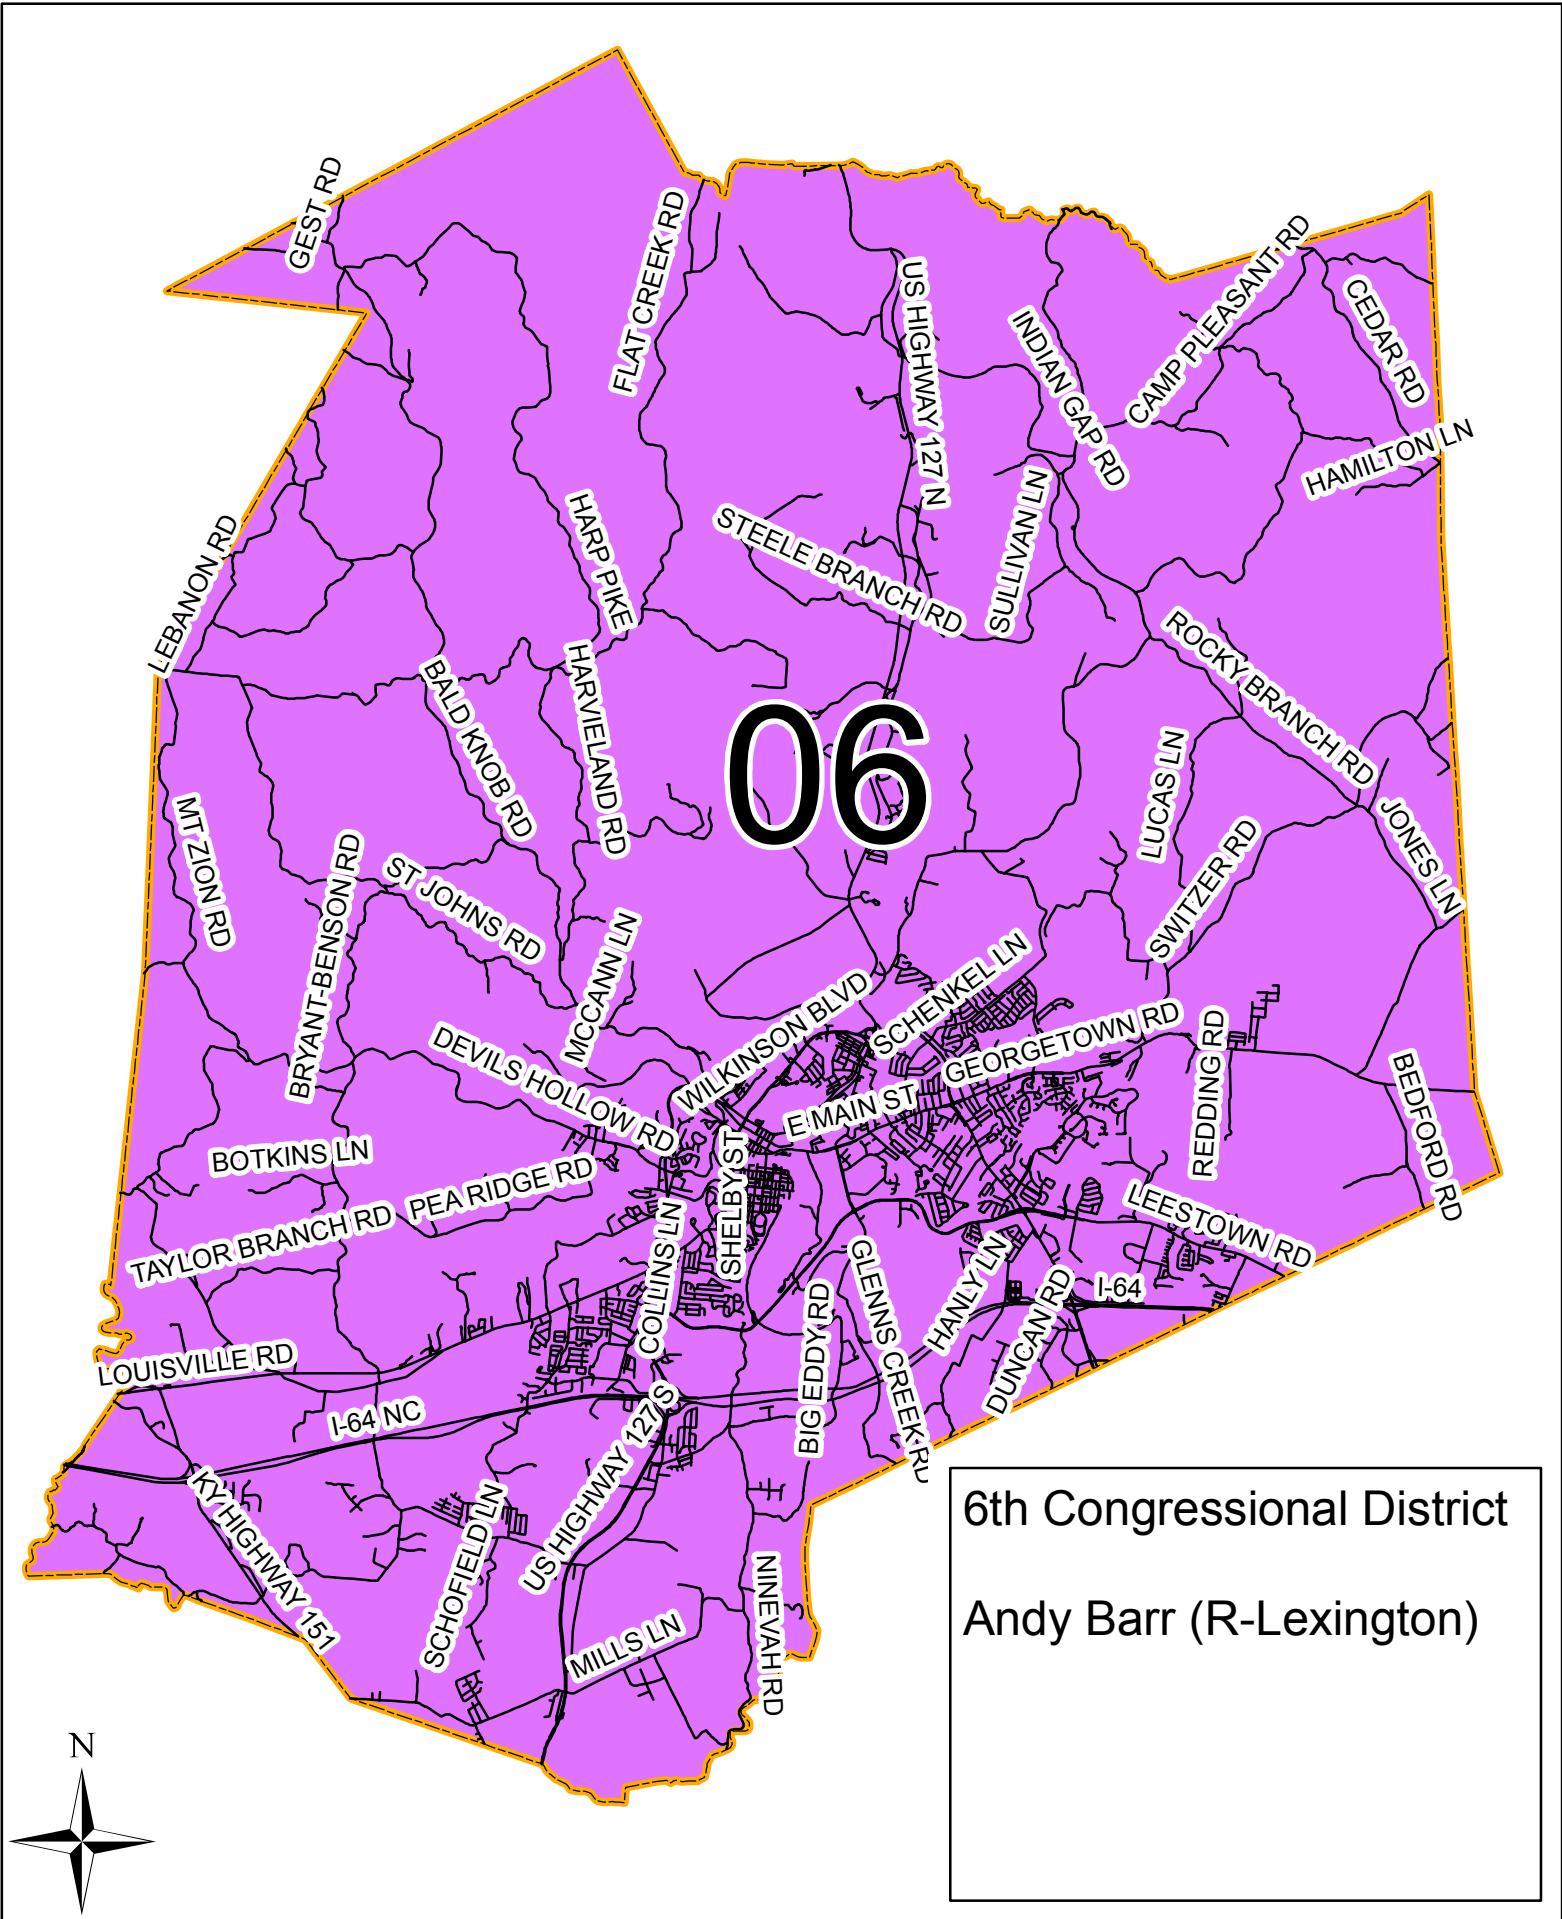 GEST RD
FLAT CREEK RD
US HIGHWAY 127 N
INDIAN GAP RD
CAMP PLEASANT RD
CEDAR RD
HAMILTON LN
LEBANON RD
HARP PIKE
STEELE BRANCH RD
SULLIVAN LN
ROCKY BRANCH RD
BALD KNOB RD
HARVIELAND RD
06
LUCAS LN
JONES LN
MT ZION RD
BRYANT-BENSON RD
ST JOHNS RD
SWITZER RD
MCCANN LN
WILKINSON BLVD
SCHENKEL LN
DEVILS HOLLOW RD
GEORGETOWN RD
REDDING RD
E MAIN ST
BEDFORD RD
BOTKINS LN
PEA RIDGE RD
SHELBY ST
TAYLOR BRANCH RD
COLLINS LN
LEESTOWN RD
GLENNS CREEK RD
HANLY LN
I-64
DUNCAN RD
BIG EDDY RD
LOUISVILLE RD
I-64 NC
US HIGHWAY 127 S
KY HIGHWAY 151
SCHOFIELD LN
NINEVAH RD
MILLS LN
6th Congressional District
Andy Barr (R-Lexington)
N